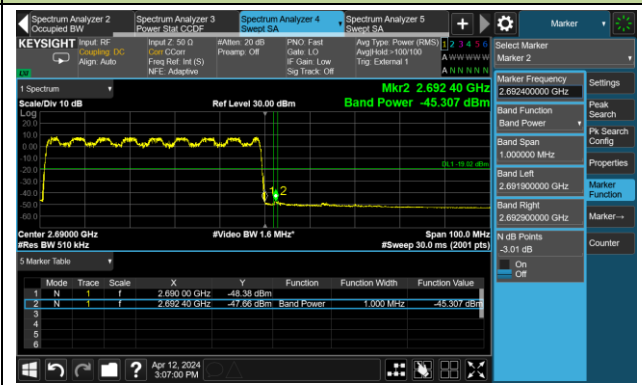 Spectrum Analyzer 2
Occupied BW
Spectrum Analyzer 3
Power Stat CCDF
Spectrum Analyzer 4
Swept SA
Spectrum Analyzer 5
Swept SA
+
Marker
KEYSIGHT
Input: RF
Coupling: DC
Align: Auto
Input Z: 50 Ω
Corr CCorr
Freq Ref: Int (S)
NFE: Adaptive
#Atten: 20 dB
Preamp: Off
PNO: Fast
Gate: LO
IF Gain: Low
Sig Track: Off
Avg Type: Power (RMS)
Avg|Hold:>100/100
Trig: External 1
1 2 3 4 5 6
A W W W W W
A N N N N N
LV
Select Marker
Marker 2
1 Spectrum
Scale/Div 10 dB
Log
Ref Level 30.00 dBm
Mkr2 2.692 40 GHz
Band Power -45.307 dBm
20.0
10.0
0.00
-10.0
-20.0
-30.0
-40.0
-50.0
-60.0
DL1 -19.02 dBm
1
2
Center 2.69000 GHz
#Res BW 510 kHz
#Video BW 1.6 MHz*
Span 100.0 MHz
#Sweep 30.0 ms (2001 pts)
5 Marker Table
Mode Trace Scale X Y Function Function Width Function Value
1 N 1 f 2.690 00 GHz -48.38 dBm
2 N 1 f 2.692 40 GHz -47.66 dBm Band Power 1.000 MHz -45.307 dBm
3
4
5
6
Marker Frequency
2.692400000 GHz
Band Function
Band Power
Band Span
1.000000 MHz
Band Left
2.691900000 GHz
Band Right
2.692900000 GHz
N dB Points
-3.01 dB
On
Off
Settings
Peak
Search
Pk Search
Config
Properties
Marker
Function
Marker→
Counter
?
Apr 12, 2024
3:07:00 PM